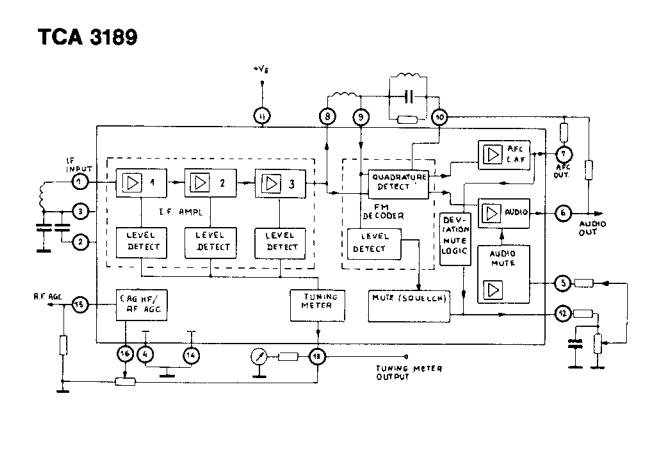 TCA 3189
+Vs
11
8
9
10
IF
INPUT
1
3
2
1
2
3
I.F. AMPL
LEVEL
DETECT
LEVEL
DETECT
LEVEL
DETECT
QUADRATURE
DETECT
FM
DECODER
LEVEL
DETECT
AFC
C.A.F
7
AFC
OUT.
AUDIO
6
AUDIO
OUT
DEV-
IATION
MUTE
LOGIC
AUDIO
MUTE
5
R.F. AGC
15
CAG HF/
RF AGC
TUNING
METER
MUTE (SQUELCH)
12
16
4
14
13
TUNING METER
OUTPUT